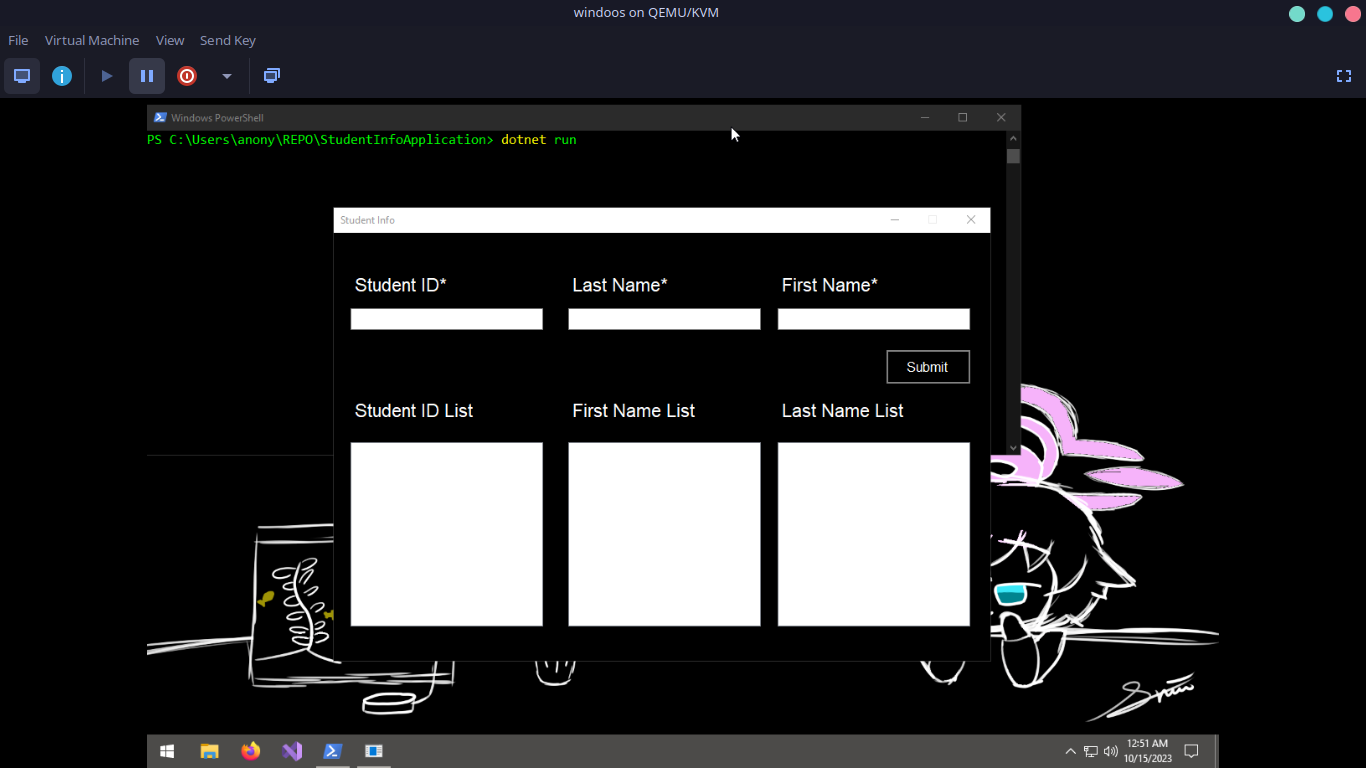 windoos on QEMU/KVM
File Virtual Machine View Send Key
Windows PowerShell
PS C:\Users\anony\REPO\StudentInfoApplication> dotnet run
Student Info
Student ID* Last Name* First Name*
Submit
Student ID List First Name List Last Name List
12:51 AM
10/15/2023